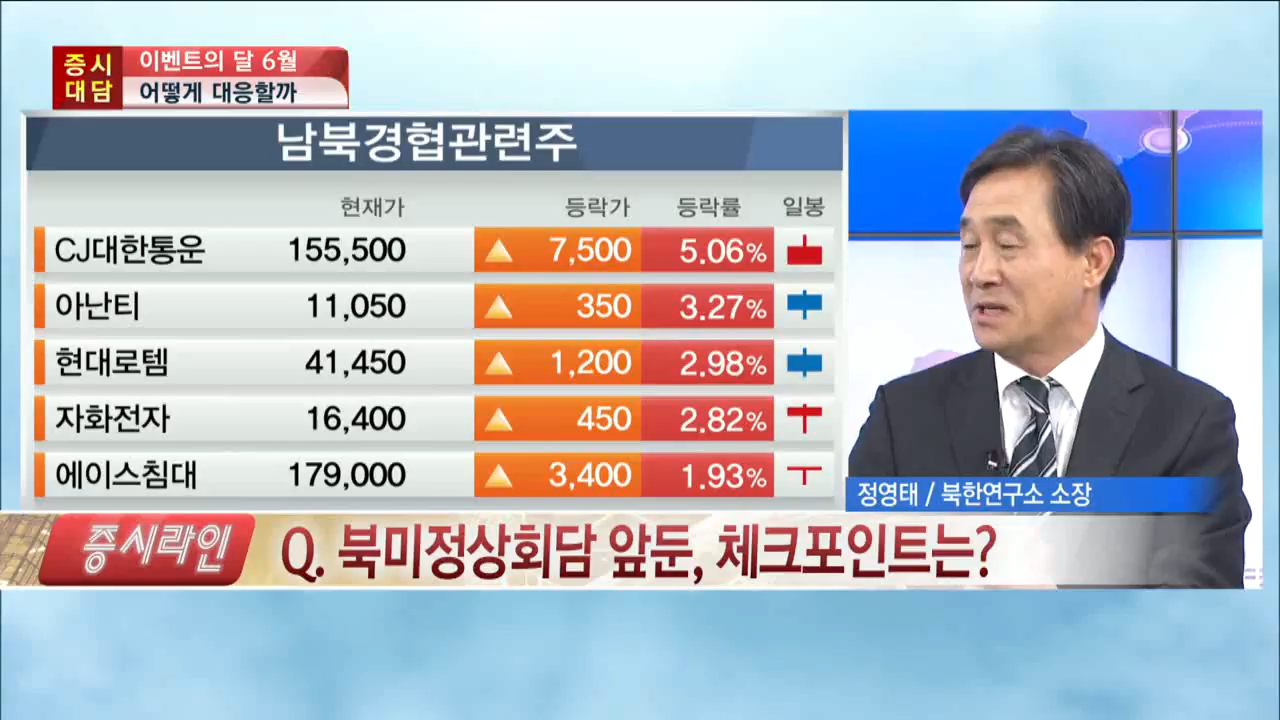 증시
대담
이벤트의 달 6월
어떻게 대응할까
남북경협관련주
현재가 등락가 등락률 일봉
CJ대한통운 155,500 ▲ 7,500 5.06%
아난티 11,050 ▲ 350 3.27%
현대로템 41,450 ▲ 1,200 2.98%
자화전자 16,400 ▲ 450 2.82%
에이스침대 179,000 ▲ 3,400 1.93%
정영태 / 북한연구소 소장
증시라인
Q. 북미정상회담 앞둔, 체크포인트는?